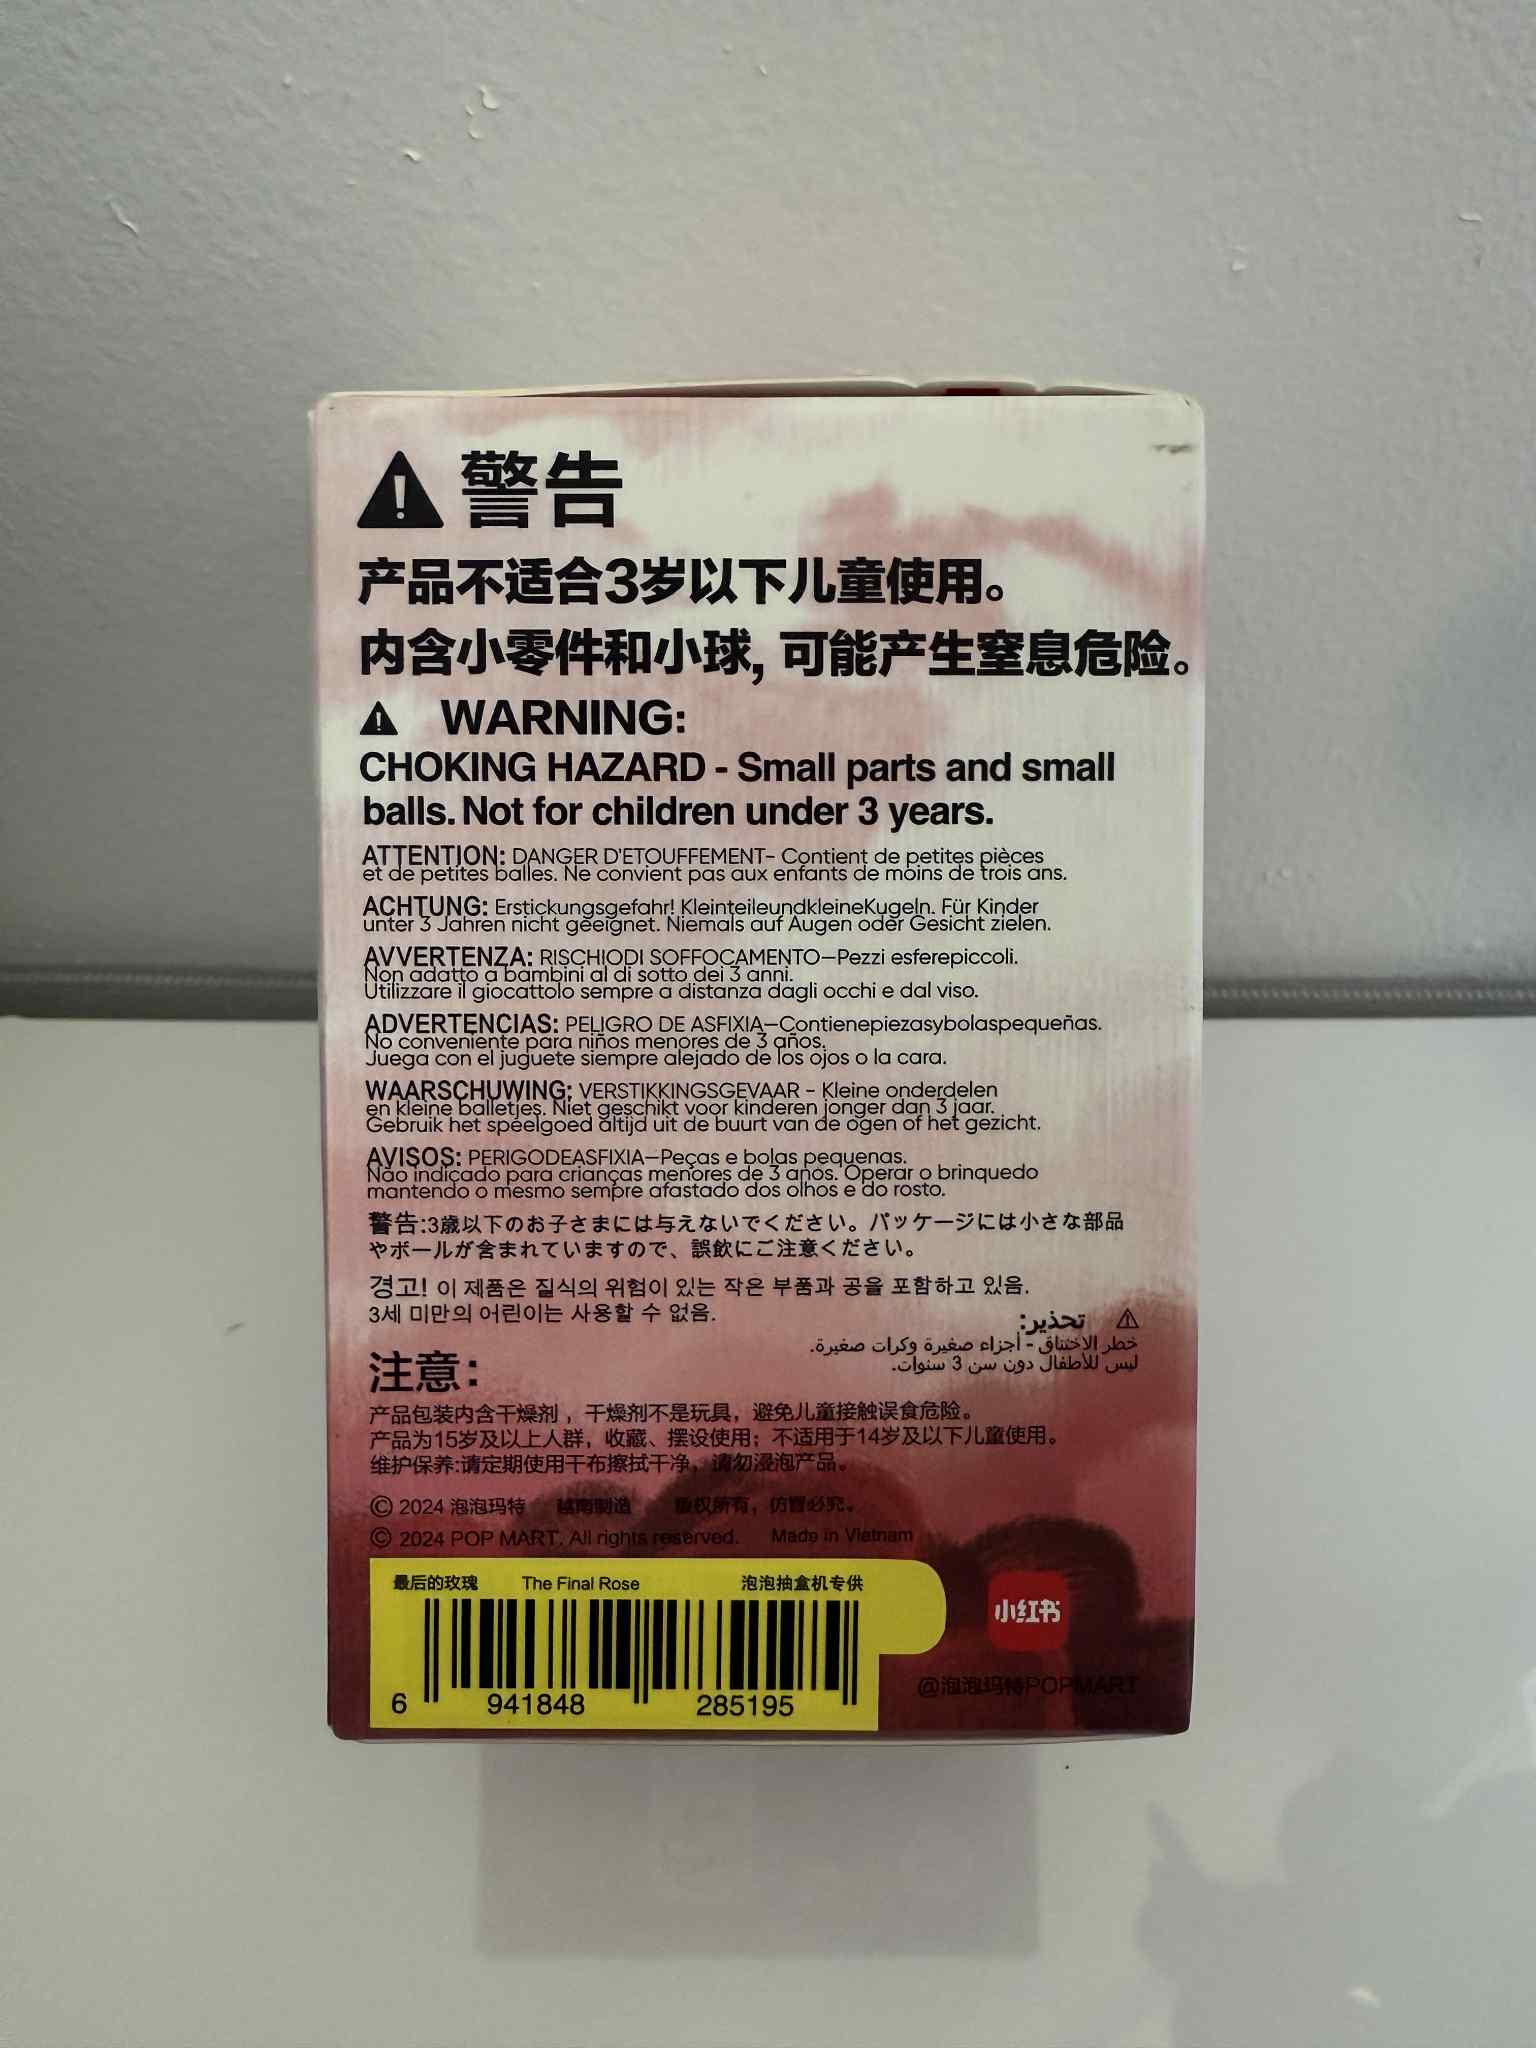 警告
产品不适合3岁以下儿童使用。
内含小零件和小球, 可能产生窒息危险。
WARNING:
CHOKING HAZARD - Small parts and small
balls. Not for children under 3 years.
ATTENTION: DANGER D'ETOUFFEMENT- Contient de petites pièces
et de petites balles. Ne convient pas aux enfants de moins de trois ans.
ACHTUNG: Erstickungsgefahr! KleinteileundkleineKugeln. Für Kinder
unter 3 Jahren nicht geeignet. Niemals auf Augen oder Gesicht zielen.
AVVERTENZA: RISCHIODI SOFFOCAMENTO—Pezzi esferepiccoli.
Non adatto a bambini al di sotto dei 3 anni.
Utilizzare il giocattolo sempre a distanza dagli occhi e dal viso.
ADVERTENCIAS: PELIGRO DE ASFIXIA—Contienepiezasybolaspequeñas.
No conveniente para niños menores de 3 años.
Juega con el juguete siempre alejado de los ojos o la cara.
WAARSCHUWING: VERSTIKKINGSGEVAAR - Kleine onderdelen
en kleine balletjes. Niet geschikt voor kinderen jonger dan 3 jaar.
Gebruik het speelgoed altijd uit de buurt van de ogen of het gezicht.
AVISOS: PERIGODEASFIXIA—Peças e bolas pequenas.
Não indicado para crianças menores de 3 anos. Operar o brinquedo
mantendo o mesmo sempre afastado dos olhos e do rosto.
警告:3歳以下のお子さまには与えないでください。パッケージには小さな部品
やボールが含まれていますので、誤飲にご注意ください。
경고! 이 제품은 질식의 위험이 있는 작은 부품과 공을 포함하고 있음.
3세 미만의 어린이는 사용할 수 없음.
تحذير:
خطر الاختناق - أجزاء صغيرة وكرات صغيرة.
ليس للأطفال دون سن 3 سنوات.
注意:
产品包装内含干燥剂，干燥剂不是玩具，避免儿童接触误食危险。
产品为15岁及以上人群，收藏、摆设使用；不适用于14岁及以下儿童使用。
维护保养:请定期使用干布擦拭干净，请勿浸泡产品。
© 2024 泡泡玛特 越南制造 版权所有，仿冒必究。
© 2024 POP MART. All rights reserved. Made in Vietnam
最后的玫瑰 The Final Rose 泡泡抽盒机专供
6 941848 285195
小红书
@泡泡玛特POPMART